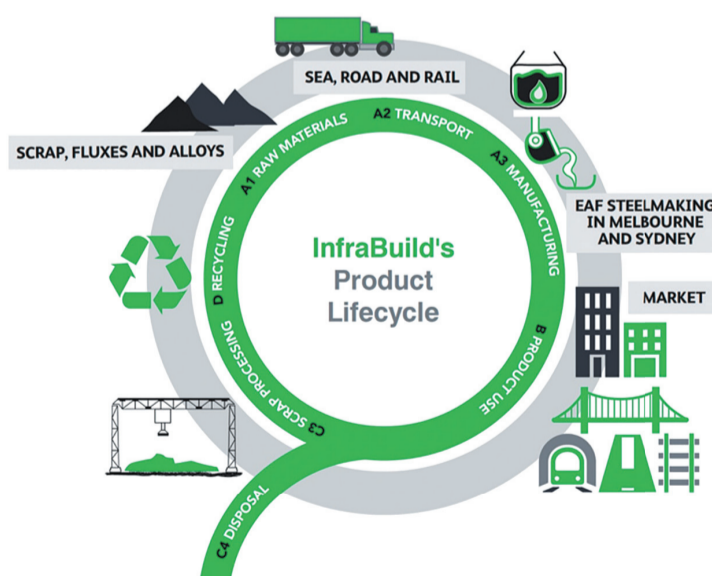 SEA, ROAD AND RAIL
SCRAP, FLUXES AND ALLOYS
A1 RAW MATERIALS
A2 TRANSPORT
A3 MANUFACTURING
EAF STEELMAKING
IN MELBOURNE
AND SYDNEY
MARKET
InfraBuild's
Product
Lifecycle
B PRODUCT USE
C3 SCRAP PROCESSING
C4 DISPOSAL
D RECYCLING